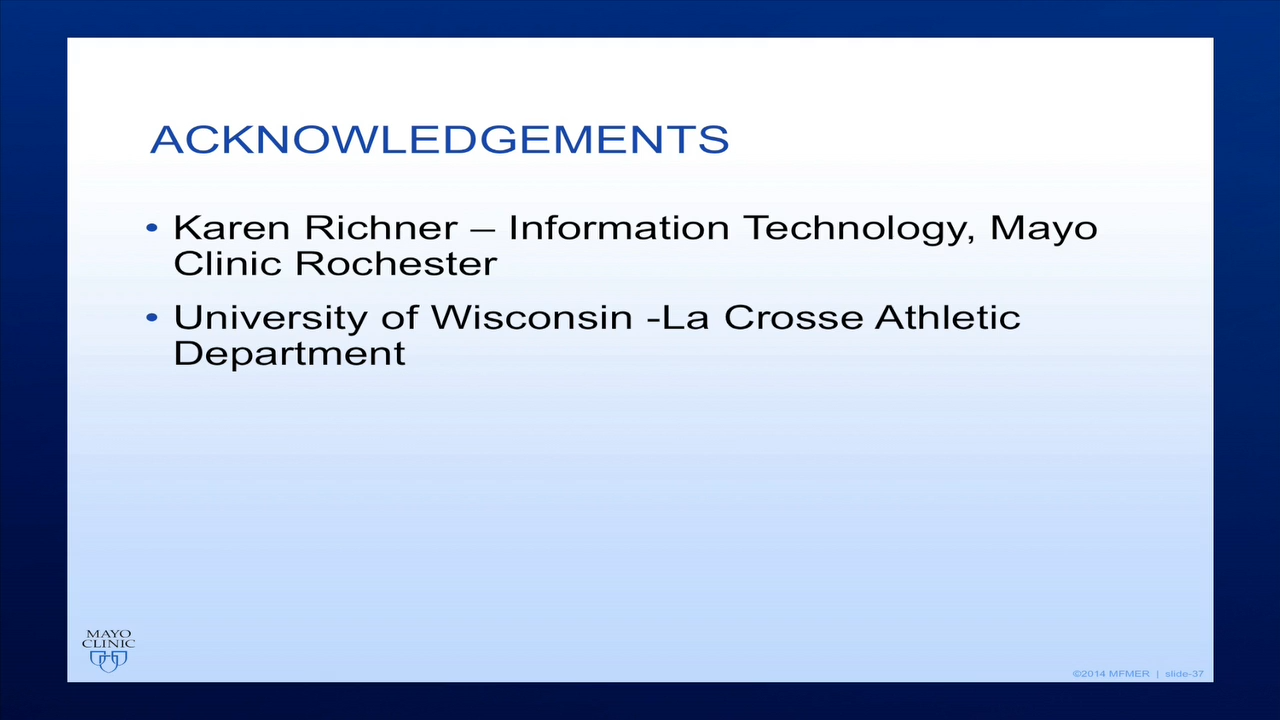 ACKNOWLEDGEMENTS
• Karen Richner – Information Technology, Mayo
Clinic Rochester
• University of Wisconsin -La Crosse Athletic
Department
MAYO
CLINIC
©2014 MFMER | slide-37